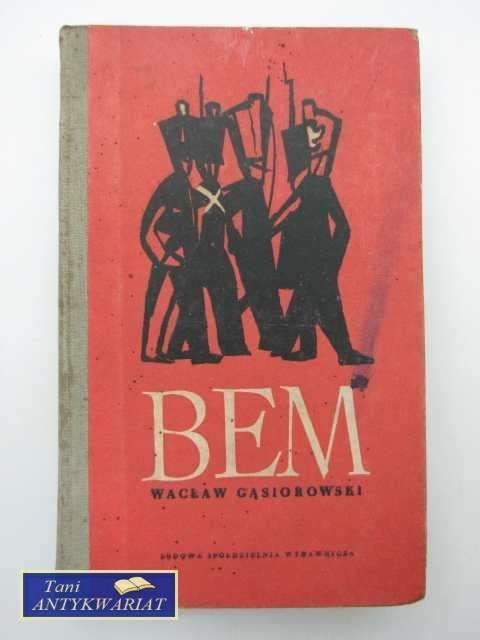 BEM
WACŁAW GĄSIOROWSKI
LUDOWA SPÓŁDZIELNIA WYDAWNICZA
Tani
ANTYKWARIAT